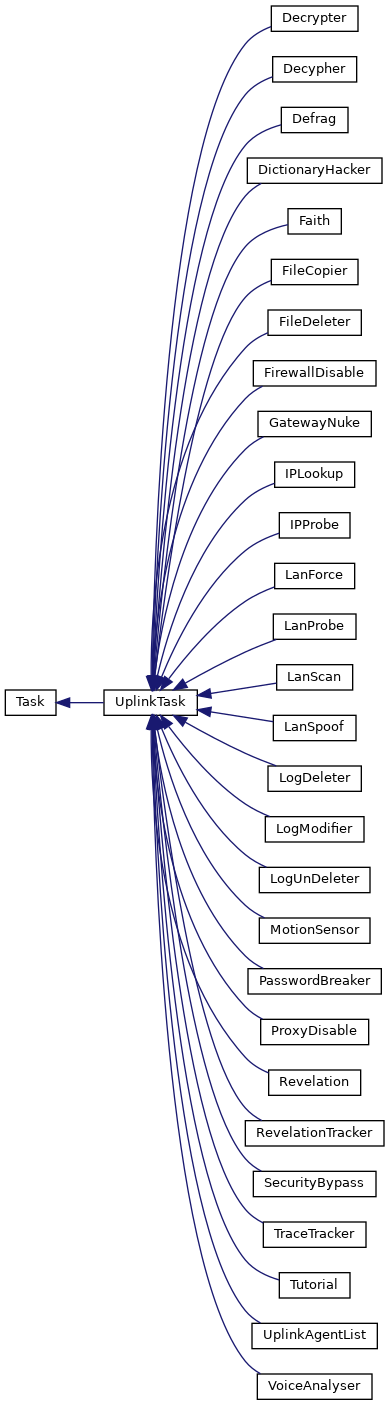 Decrypter
Decypher
Defrag
DictionaryHacker
Faith
FileCopier
FileDeleter
FirewallDisable
GatewayNuke
IPLookup
IPProbe
LanForce
LanProbe
LanScan
Task
UplinkTask
LanSpoof
LogDeleter
LogModifier
LogUnDeleter
MotionSensor
PasswordBreaker
ProxyDisable
Revelation
RevelationTracker
SecurityBypass
TraceTracker
Tutorial
UplinkAgentList
VoiceAnalyser